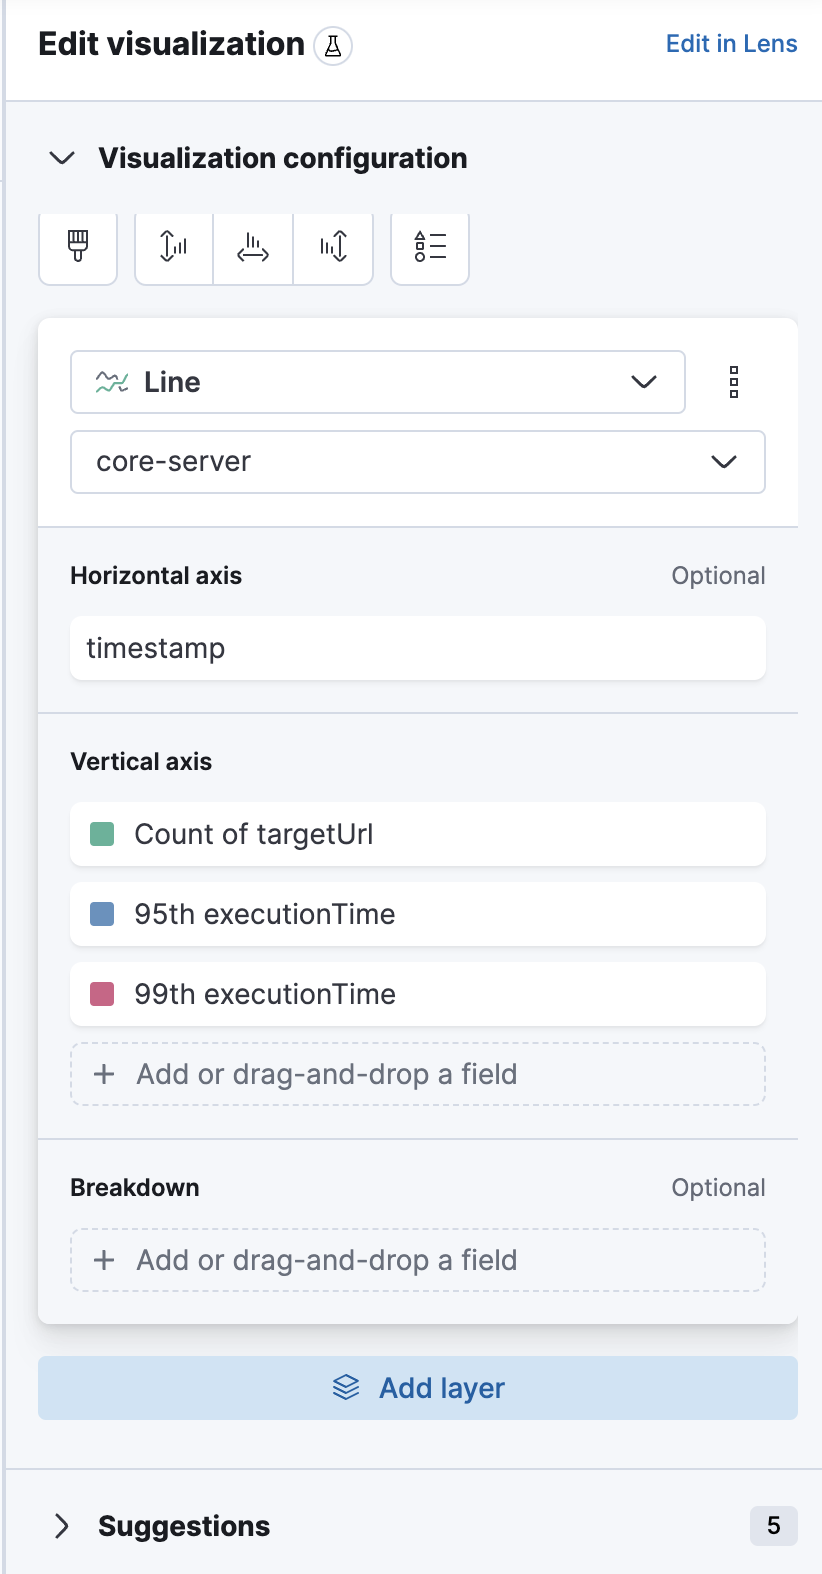 Edit visualization
Edit in Lens
Visualization configuration
Line
core-server
Horizontal axis
Optional
timestamp
Vertical axis
Count of targetUrl
95th executionTime
99th executionTime
Add or drag-and-drop a field
Breakdown
Optional
Add or drag-and-drop a field
Add layer
Suggestions
5